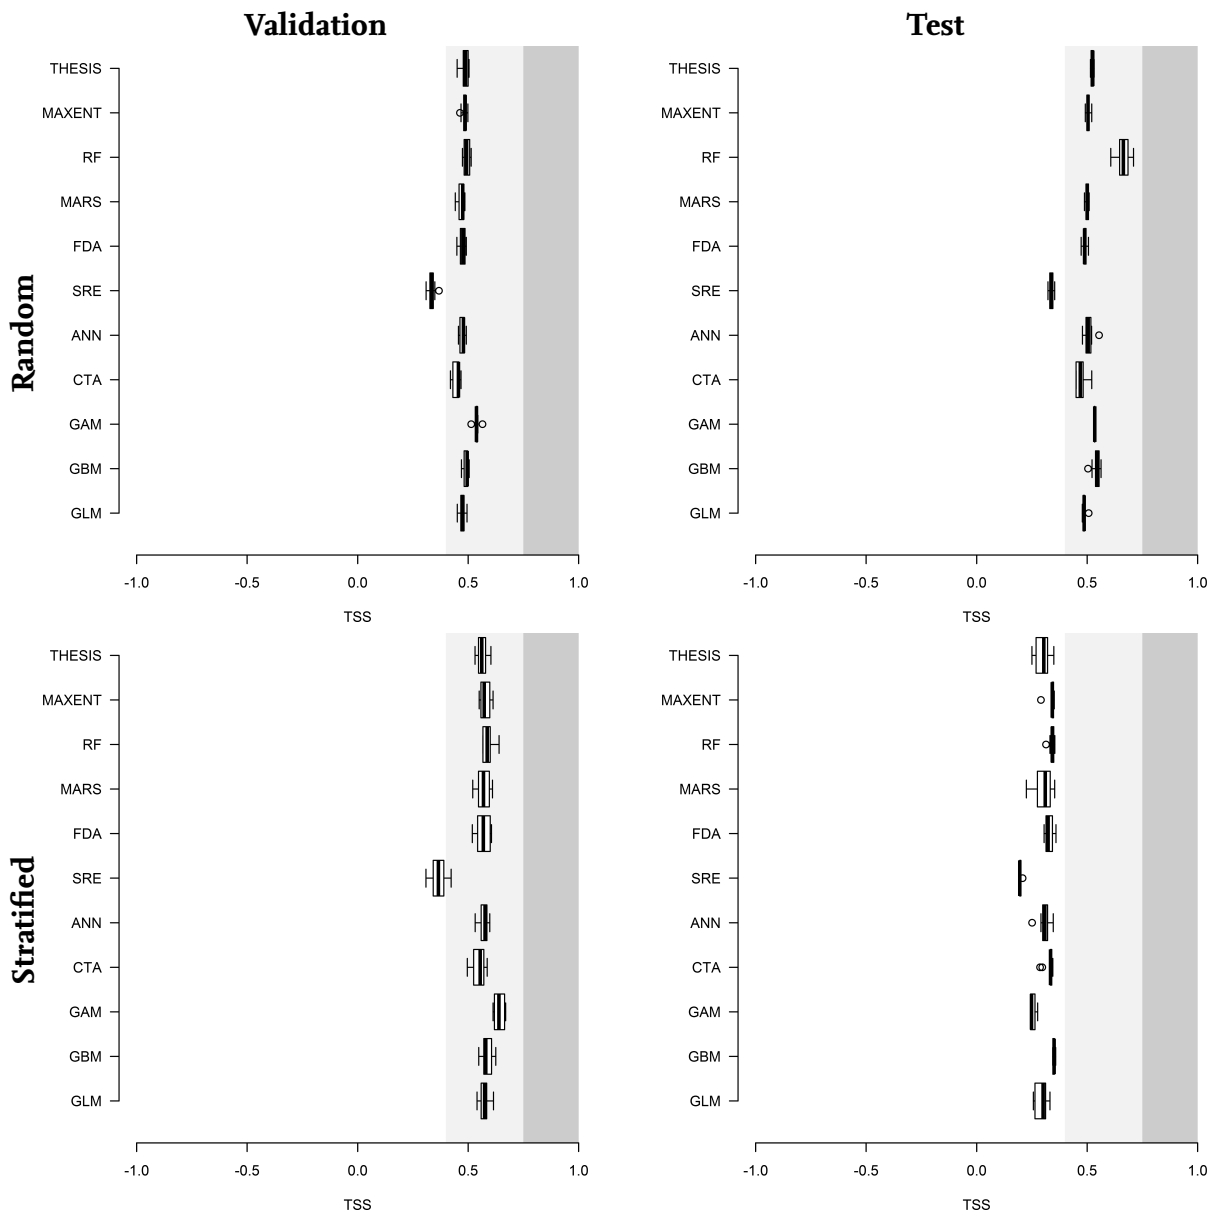 Validation
Test
Random
THESIS
MAXENT
RF
MARS
FDA
SRE
ANN
CTA
GAM
GBM
GLM
-1.0 -0.5 0.0 0.5 1.0
TSS
THESIS
MAXENT
RF
MARS
FDA
SRE
ANN
CTA
GAM
GBM
GLM
-1.0 -0.5 0.0 0.5 1.0
TSS
Stratified
THESIS
MAXENT
RF
MARS
FDA
SRE
ANN
CTA
GAM
GBM
GLM
-1.0 -0.5 0.0 0.5 1.0
TSS
THESIS
MAXENT
RF
MARS
FDA
SRE
ANN
CTA
GAM
GBM
GLM
-1.0 -0.5 0.0 0.5 1.0
TSS